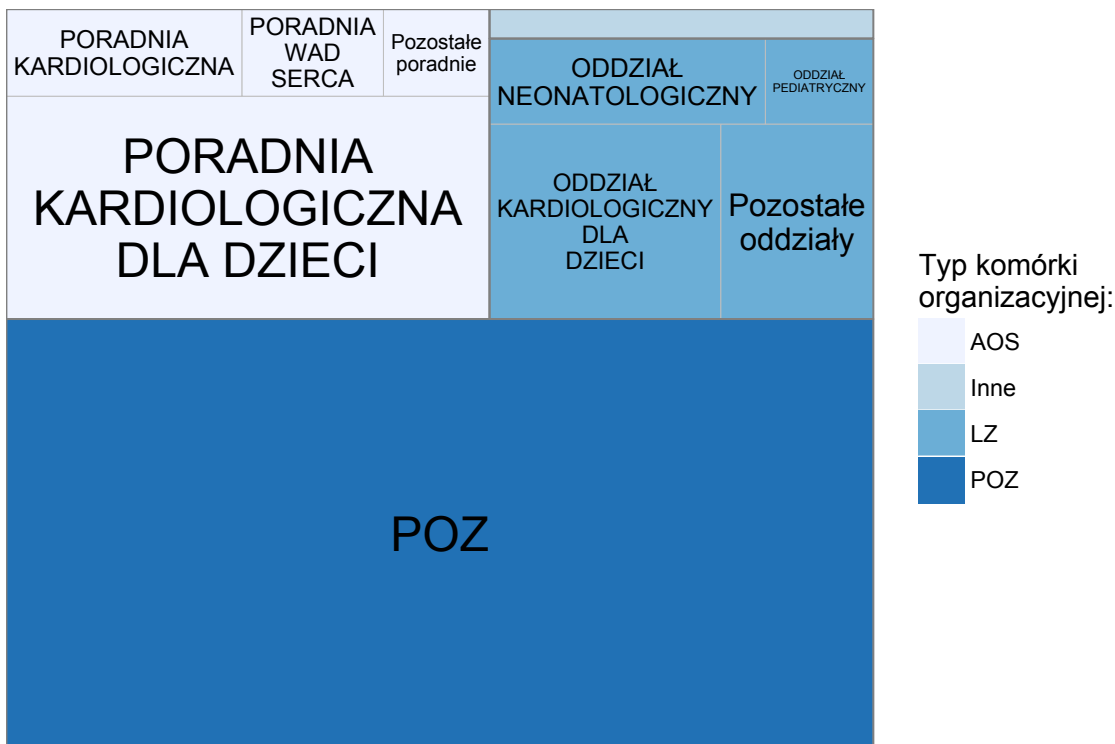 PORADNIA
KARDIOLOGICZNA
PORADNIA
WAD
SERCA
Pozostałe
poradnie
PORADNIA
KARDIOLOGICZNA
DLA DZIECI
ODDZIAŁ
NEONATOLOGICZNY
ODDZIAŁ
PEDIATRYCZNY
ODDZIAŁ
KARDIOLOGICZNY
DLA
DZIECI
Pozostałe
oddziały
POZ
Typ komórki
organizacyjnej:
AOS
Inne
LZ
POZ